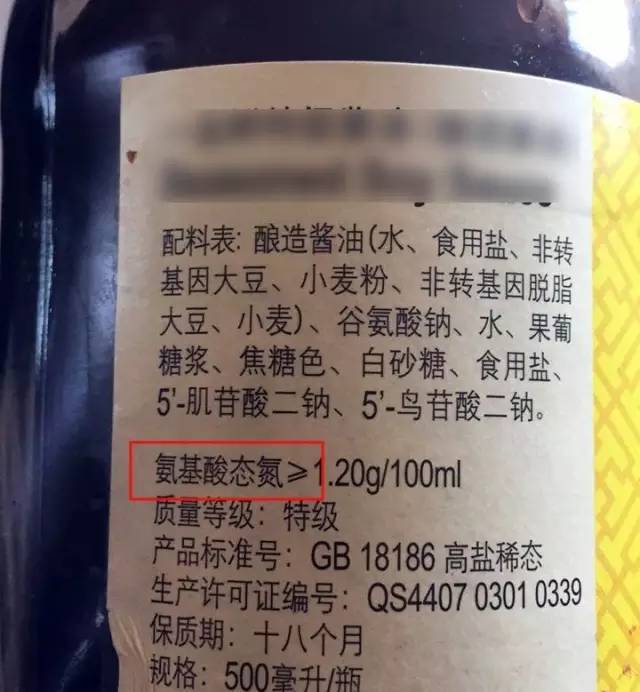 配料表: 酿造酱油(水、食用盐、非转
基因大豆、小麦粉、非转基因脱脂
大豆、小麦)、谷氨酸钠、水、果葡
糖浆、焦糖色、白砂糖、食用盐、
5'-肌苷酸二钠、5'-鸟苷酸二钠。
氨基酸态氮≥1.20g/100ml
质量等级: 特级
产品标准号: GB 18186 高盐稀态
生产许可证编号: QS4407 0301 0339
保质期: 十八个月
规格: 500毫升/瓶